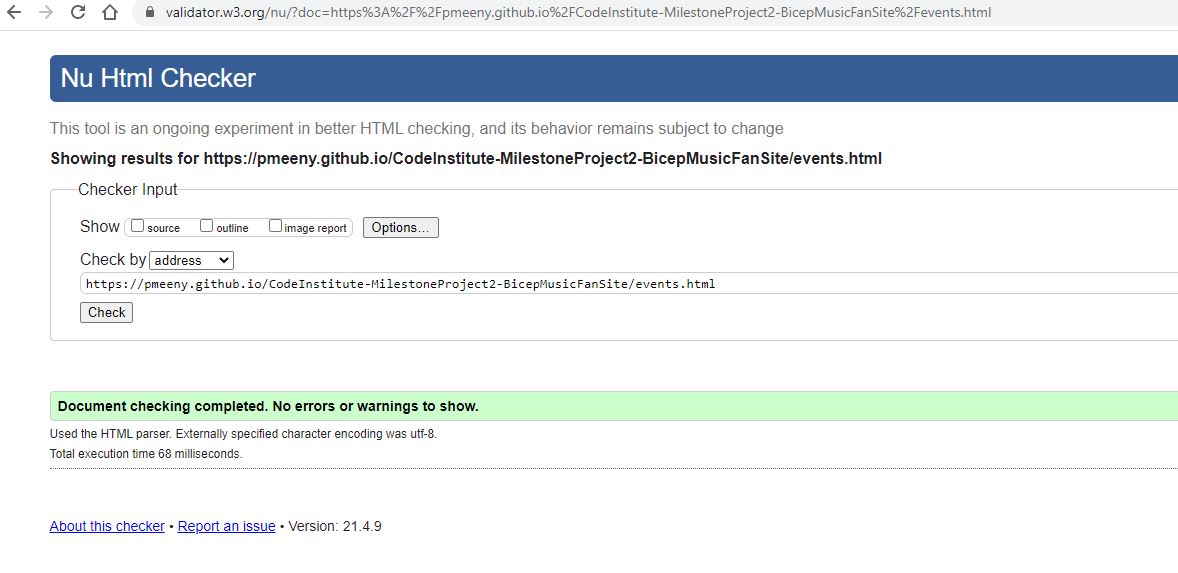 validator.w3.org/nu/?doc=https%3A%2F%2Fpmeeny.github.io%2FCodeInstitute-MilestoneProject2-BicepMusicFanSite%2Fevents.html
Nu Html Checker
This tool is an ongoing experiment in better HTML checking, and its behavior remains subject to change
Showing results for https://pmeeny.github.io/CodeInstitute-MilestoneProject2-BicepMusicFanSite/events.html
Checker Input
Show source outline image report Options...
Check by address
https://pmeeny.github.io/CodeInstitute-MilestoneProject2-BicepMusicFanSite/events.html
Check
Document checking completed. No errors or warnings to show.
Used the HTML parser. Externally specified character encoding was utf-8.
Total execution time 68 milliseconds.
About this checker • Report an issue • Version: 21.4.9